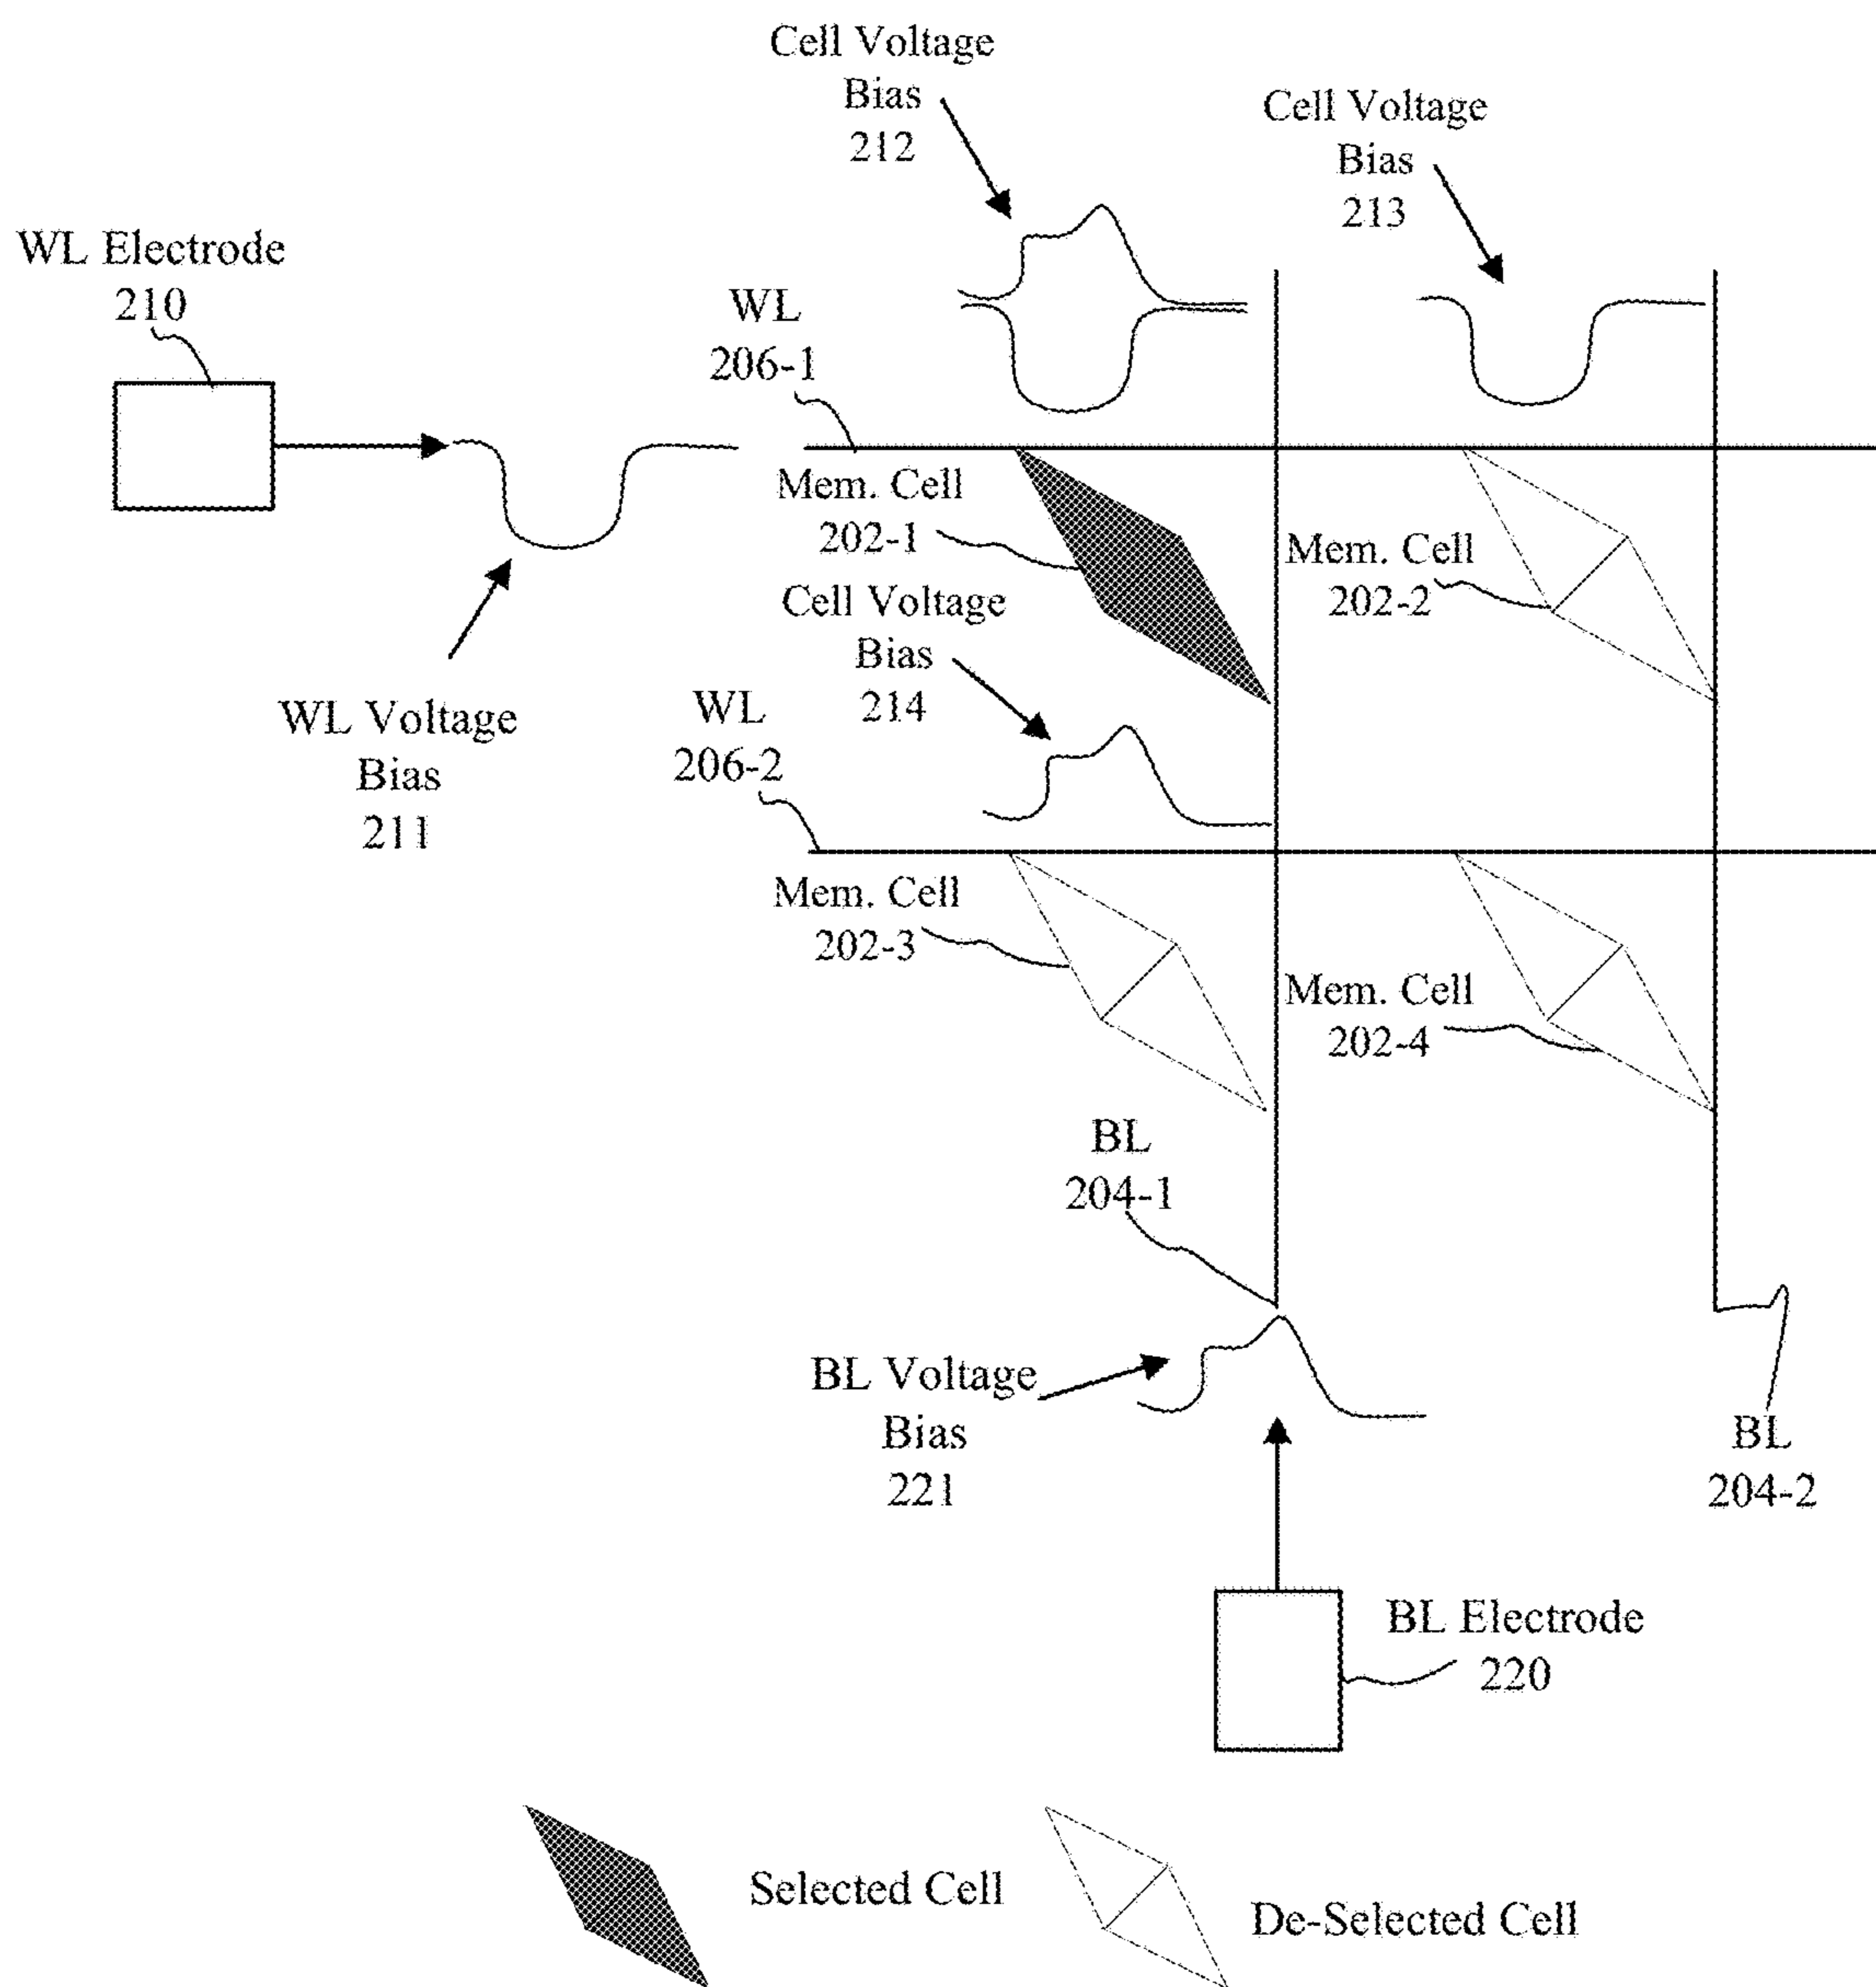 Cell Voltage
Bias
212
Cell Voltage
Bias
213
WL Electrode
210
WL
206-1
Mem. Cell
202-1
Mem. Cell
202-2
Cell Voltage
Bias
214
WL Voltage
Bias
211
WL
206-2
Mem. Cell
202-3
Mem. Cell
202-4
BL
204-1
BL Voltage
Bias
221
BL
204-2
BL Electrode
220
Selected Cell
De-Selected Cell